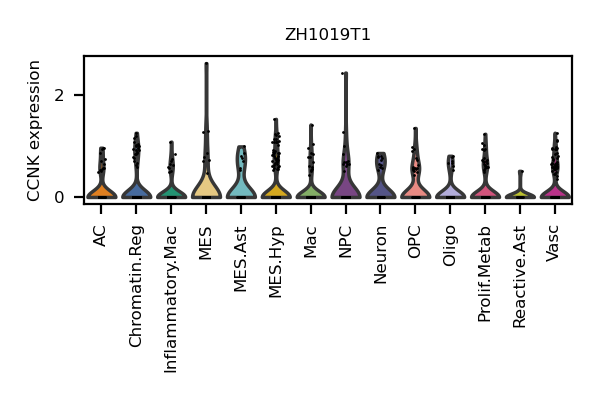 ZH1019T1
CCNK expression
2
0
AC
Chromatin.Reg
Inflammatory.Mac
MES
MES.Ast
MES.Hyp
Mac
NPC
Neuron
OPC
Oligo
Prolif.Metab
Reactive.Ast
Vasc